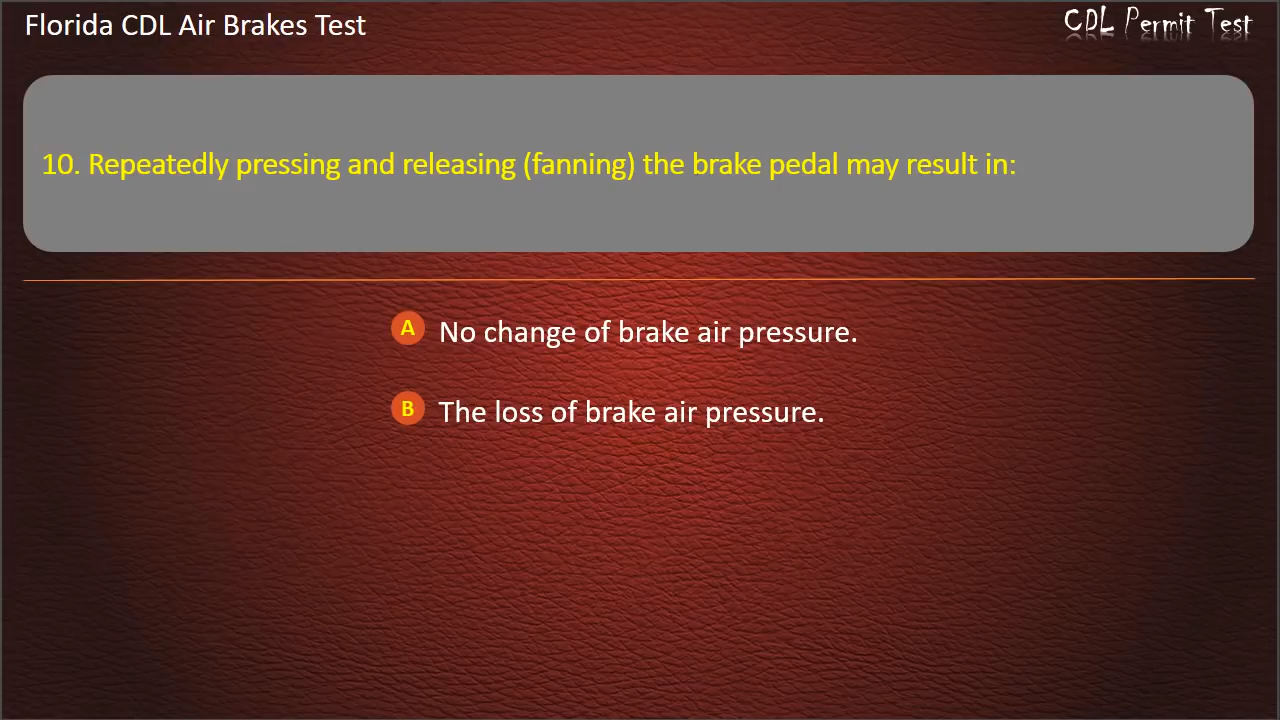 Florida CDL Air Brakes Test
CDL Permit Test
10. Repeatedly pressing and releasing (fanning) the brake pedal may result in:
A No change of brake air pressure.
B The loss of brake air pressure.